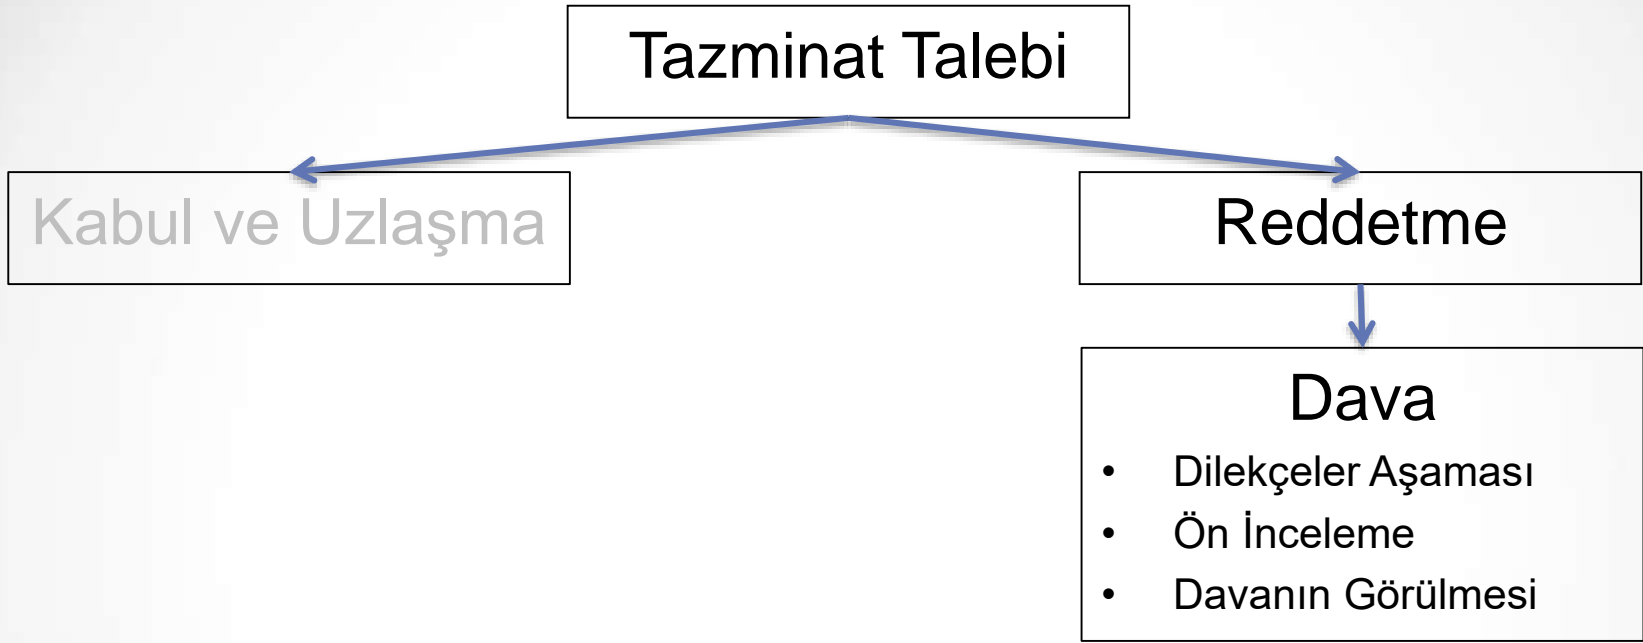 Tazminat Talebi
Kabul ve Uzlaşma
Reddetme
Dava
• Dilekçeler Aşaması
• Ön İnceleme
• Davanın Görülmesi